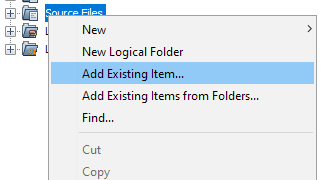 Source Files
L
L
New
New Logical Folder
Add Existing Item...
Add Existing Items from Folders...
Find...
Cut
Copy